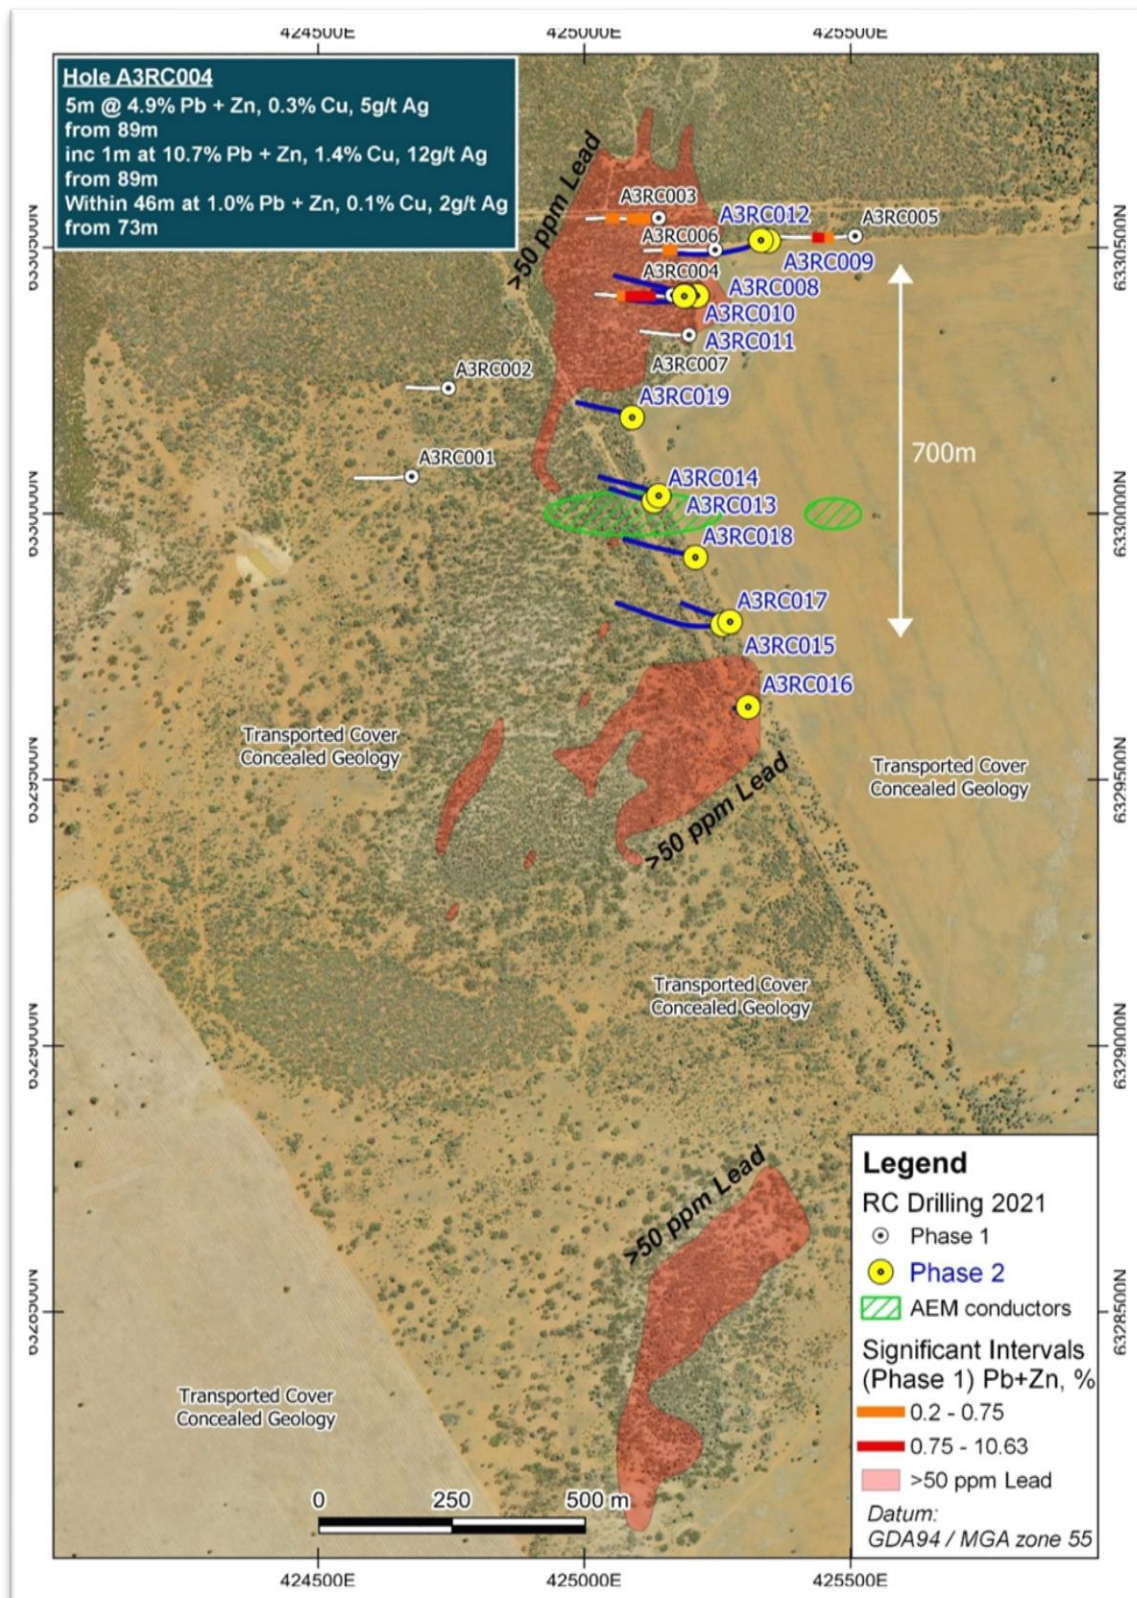 424500E
425000E
425500E
Hole A3RC004
5m @ 4.9% Pb + Zn, 0.3% Cu, 5g/t Ag
from 89m
inc 1m at 10.7% Pb + Zn, 1.4% Cu, 12g/t Ag
from 89m
Within 46m at 1.0% Pb + Zn, 0.1% Cu, 2g/t Ag
from 73m
>50 ppm Lead
A3RC003
A3RC012
A3RC005
A3RC006
A3RC009
A3RC004
A3RC008
A3RC010
A3RC011
A3RC007
A3RC002
A3RC019
700m
A3RC001
A3RC014
A3RC013
A3RC018
A3RC017
A3RC015
A3RC016
Transported Cover
Concealed Geology
Transported Cover
Concealed Geology
>50 ppm Lead
Transported Cover
Concealed Geology
>50 ppm Lead
Transported Cover
Concealed Geology
0 250 500 m
6330500N
6330000N
6329500N
6329000N
6328500N
Legend
RC Drilling 2021
Phase 1
Phase 2
AEM conductors
Significant Intervals
(Phase 1) Pb+Zn, %
0.2 - 0.75
0.75 - 10.63
>50 ppm Lead
Datum:
GDA94 / MGA zone 55
424500E
425000E
425500E